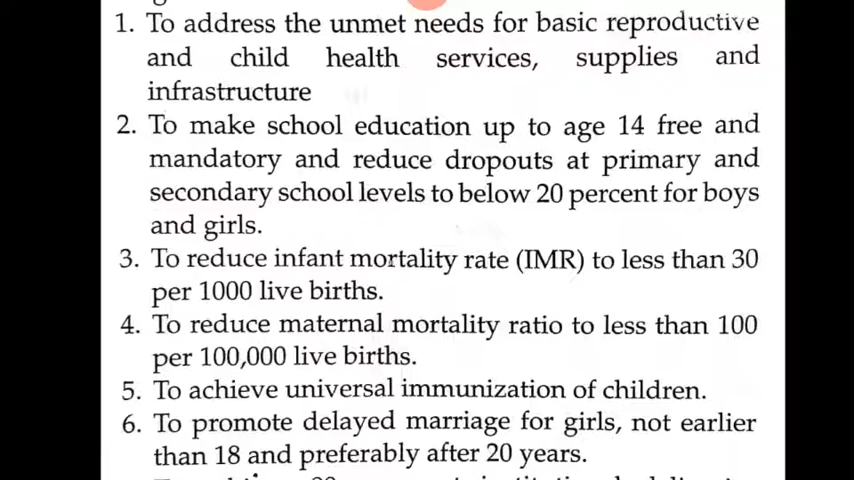 1. To address the unmet needs for basic reproductive
and child health services, supplies and
infrastructure
2. To make school education up to age 14 free and
mandatory and reduce dropouts at primary and
secondary school levels to below 20 percent for boys
and girls.
3. To reduce infant mortality rate (IMR) to less than 30
per 1000 live births.
4. To reduce maternal mortality ratio to less than 100
per 100,000 live births.
5. To achieve universal immunization of children.
6. To promote delayed marriage for girls, not earlier
than 18 and preferably after 20 years.